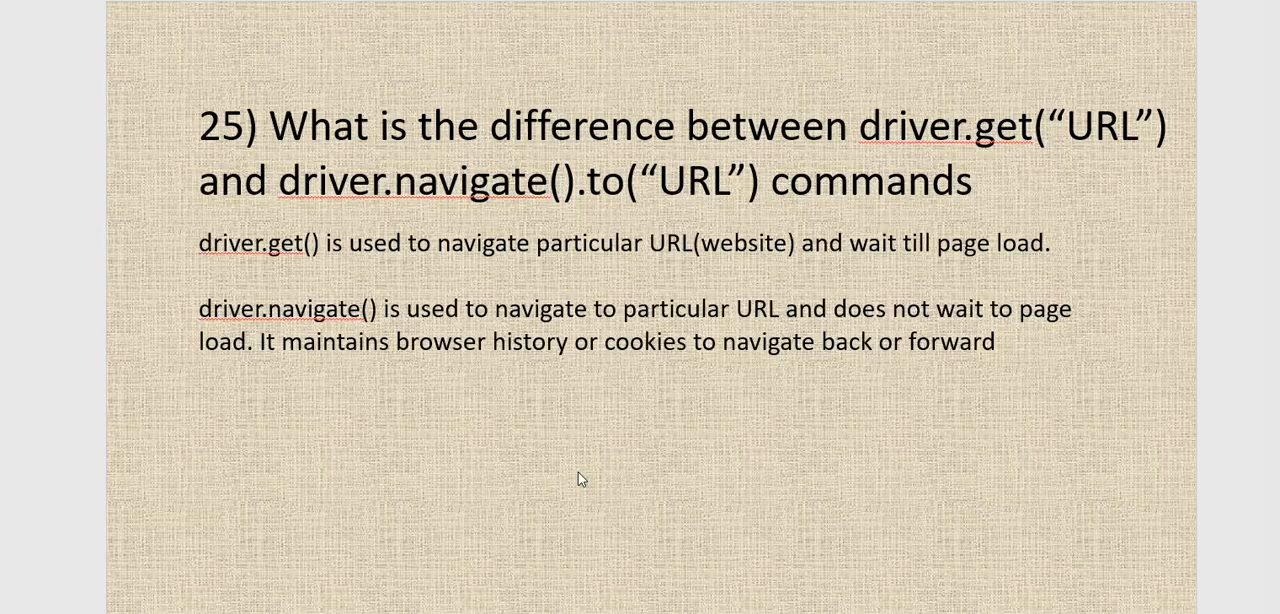 25) What is the difference between driver.get(“URL”)
and driver.navigate().to(“URL”) commands
driver.get() is used to navigate particular URL(website) and wait till page load.
driver.navigate() is used to navigate to particular URL and does not wait to page
load. It maintains browser history or cookies to navigate back or forward